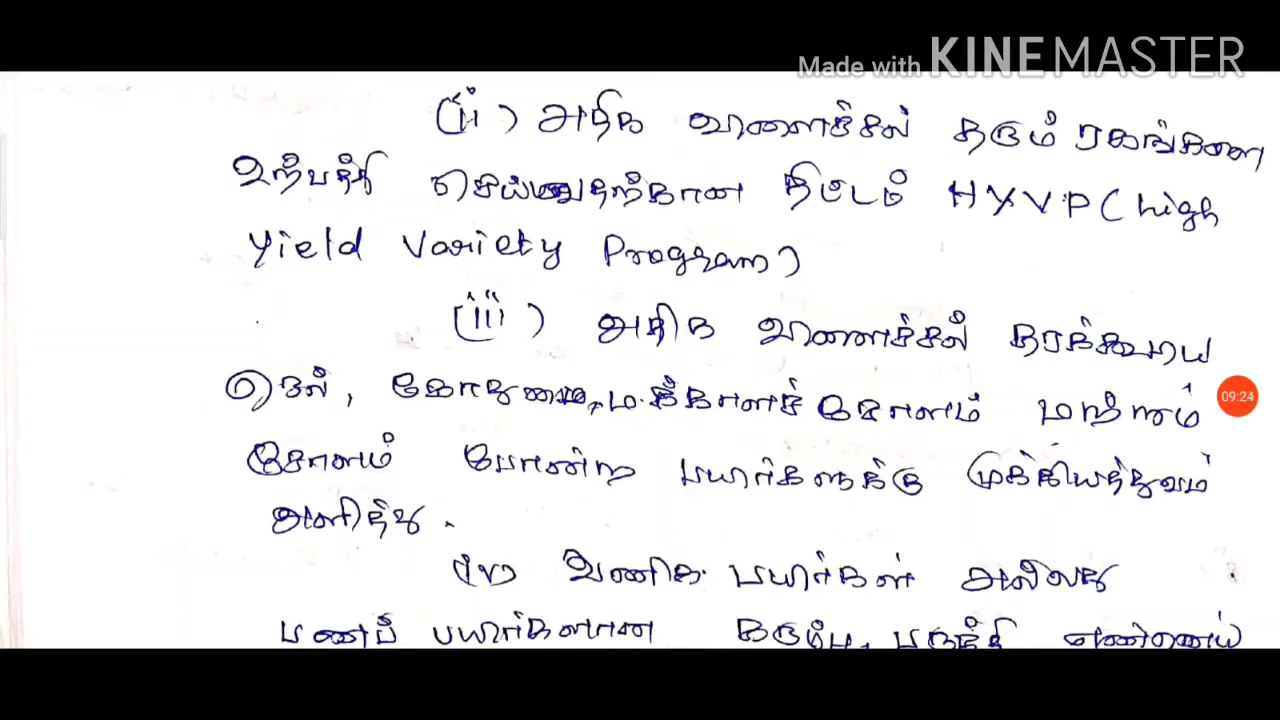 Made with KINEMASTER
(ii) அதிக விளைச்சல் தரும் ரகங்களை
உற்பத்தி செய்வதற்கான திட்டம் HYVP (high
Yield Variety Program)
(iii) அதிக விளைச்சல் தரக்கூடிய
நெல், கோதுமை, மக்காளச் சோளம் மற்றும்
09:24
சோளம் போன்ற பயிர்களுக்கு முக்கியத்துவம்
அளித்து.
(iv) வணிக பயிர்கள் அல்லது
பணப் பயிர்களான கரும்பு, பருத்தி